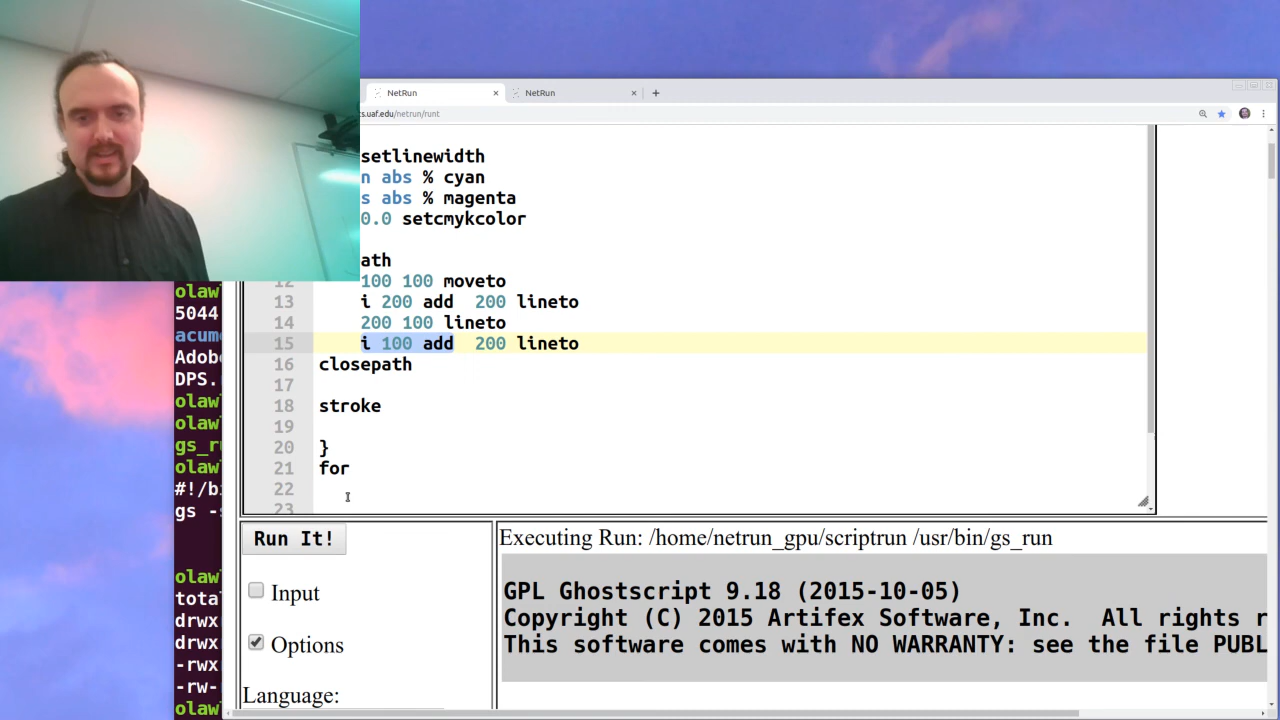 NetRun
NetRun
s.uaf.edu/netrun/runt
setlinewidth
n abs % cyan
s abs % magenta
0.0 setcmykcolor
ath
12 100 100 moveto
13 i 200 add 200 lineto
14 200 100 lineto
15 i 100 add 200 lineto
16 closepath
17
18 stroke
19
20 }
21 for
22
23
olaw
5044
acum
Adob
DPS.
olaw
olaw
gs_r
olaw
#!/bi
gs -s
olaw
tota
drwx
drwx
-rwx
-rw-
olaw
Run It!
Input
Options
Language:
Executing Run: /home/netrun_gpu/scriptrun /usr/bin/gs_run
GPL Ghostscript 9.18 (2015-10-05)
Copyright (C) 2015 Artifex Software, Inc. All rights r
This software comes with NO WARRANTY: see the file PUBL